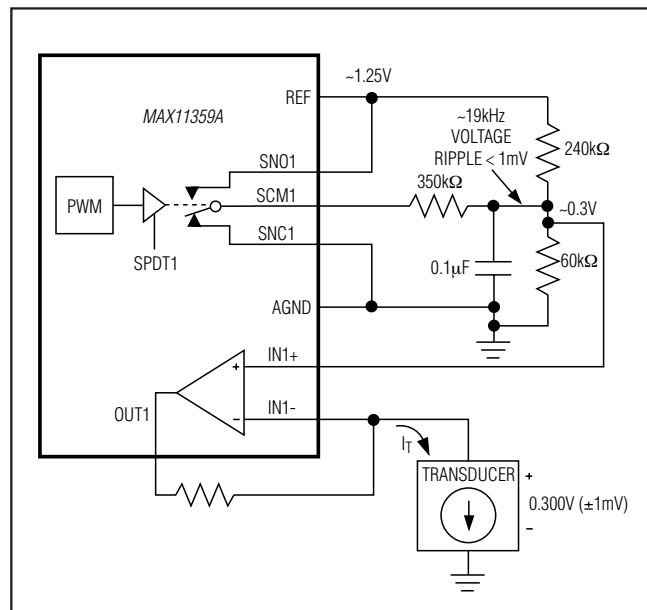 ~1.25V
REF
MAX11359A
~19kHz
VOLTAGE
RIPPLE < 1mV
240kΩ
SNO1
350kΩ
PWM
SCM1
~0.3V
SNC1
SPDT1
0.1µF
60kΩ
AGND
IN1+
+
OUT1
IN1-
−
IT
TRANSDUCER
+
0.300V (±1mV)
−